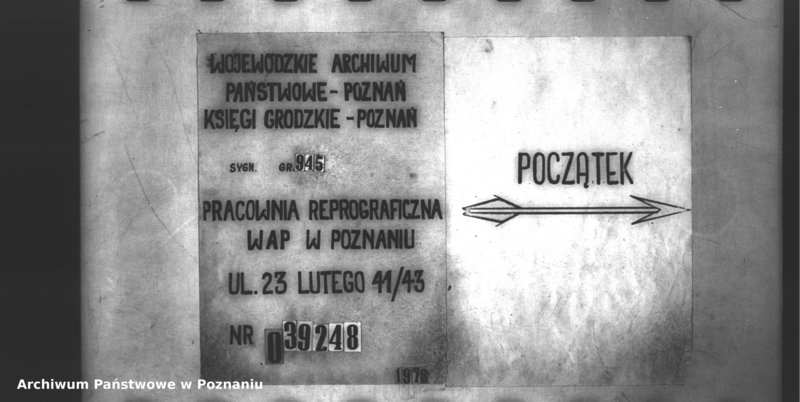 WOJEWÓDZKIE ARCHIWUM
PAŃSTWOWE - POZNAŃ
KSIĘGI GRODZKIE - POZNAŃ
SYGN. GR. 945
PRACOWNIA REPROGRAFICZNA
WAP W POZNANIU
UL. 23 LUTEGO 41/43
NR 039248
1978
POCZĄTEK
Archiwum Państwowe w Poznaniu